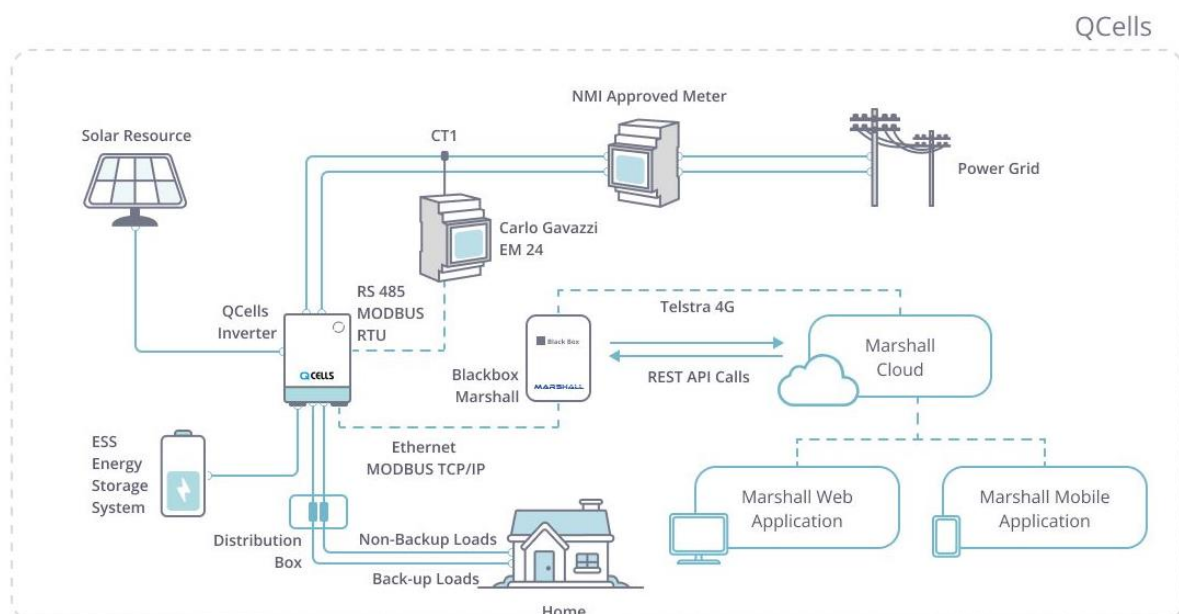 QCells
NMI Approved Meter
Solar Resource
CT1
Power Grid
Carlo Gavazzi
EM 24
RS 485
MODBUS
RTU
QCells
Inverter
QCELLS
Telstra 4G
Black Box
MARSHALL
Blackbox
Marshall
REST API Calls
Marshall
Cloud
ESS
Energy
Storage
System
Ethernet
MODBUS TCP/IP
Marshall Web
Application
Marshall Mobile
Application
Distribution
Box
Non-Backup Loads
Back-up Loads
Home